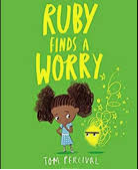 RUBY
FINDS A
WORRY
TOM PERCIVAL